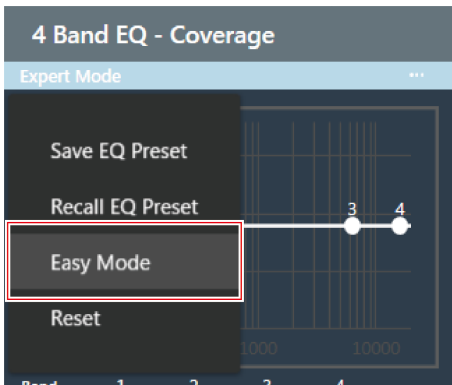 4 Band EQ - Coverage
Expert Mode ...
Save EQ Preset
Recall EQ Preset
3 4
Easy Mode
Reset
1000 10000
Band 1 2 3 4